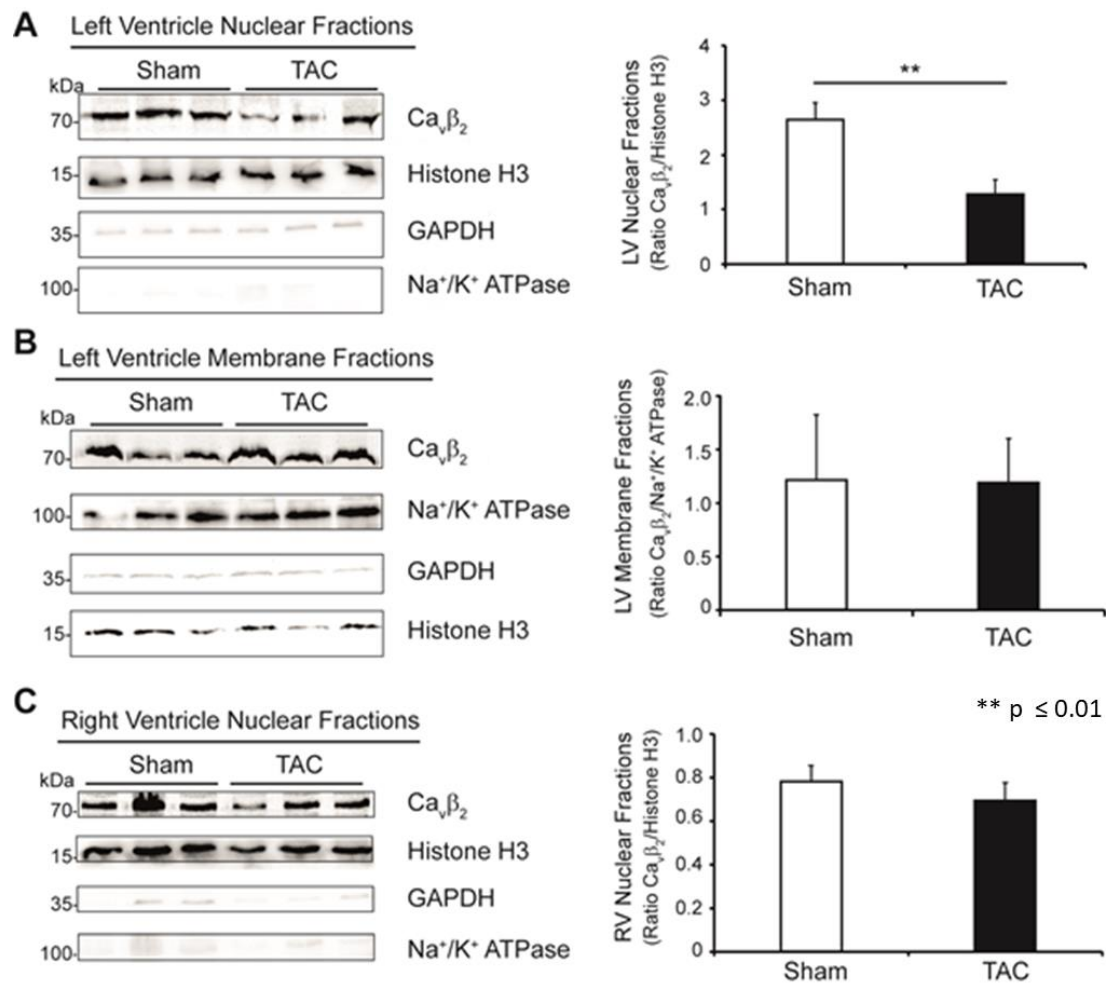 A
Left Ventricle Nuclear Fractions
Sham TAC
kDa
70- Caᵥβ₂
15- Histone H3
35- GAPDH
100- Na⁺/K⁺ ATPase
LV Nuclear Fractions
(Ratio Caᵥβ₂/Histone H3)
4
3
2
1
0
**
Sham TAC
B
Left Ventricle Membrane Fractions
Sham TAC
kDa
70- Caᵥβ₂
100- Na⁺/K⁺ ATPase
35- GAPDH
15- Histone H3
LV Membrane Fractions
(Ratio Caᵥβ₂/Na⁺/K⁺ ATPase)
2.0
1.5
1.0
0.5
0
Sham TAC
C
Right Ventricle Nuclear Fractions
Sham TAC
kDa
70- Caᵥβ₂
15- Histone H3
35- GAPDH
100- Na⁺/K⁺ ATPase
** p ≤ 0.01
RV Nuclear Fractions
(Ratio Caᵥβ₂/Histone H3)
1.0
0.8
0.6
0.4
0.2
0
Sham TAC